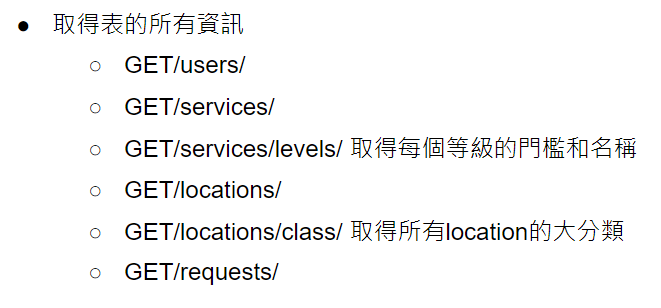 ● 取得表的所有資訊
○ GET/users/
○ GET/services/
○ GET/services/levels/ 取得每個等級的門檻和名稱
○ GET/locations/
○ GET/locations/class/ 取得所有location的大分類
○ GET/requests/